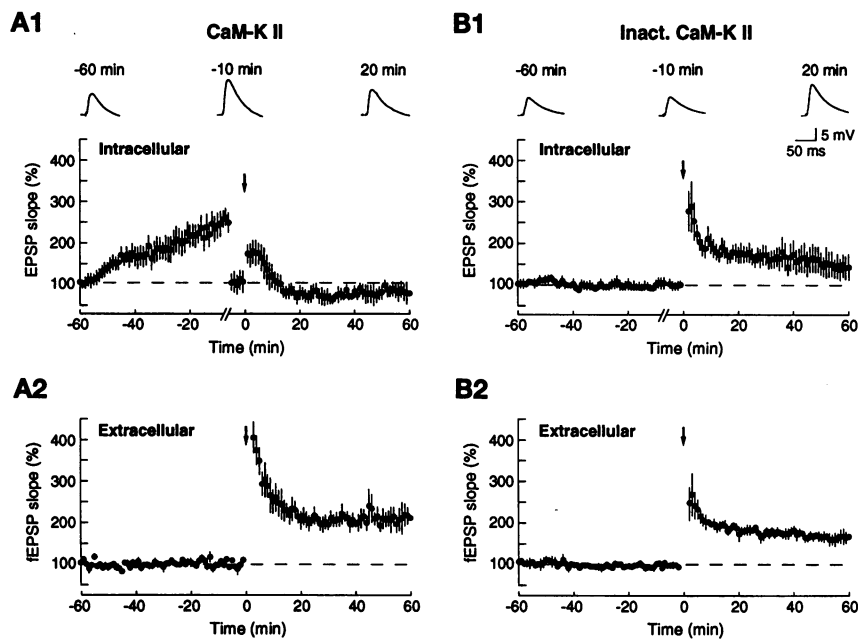 A1
CaM-K II
-60 min
-10 min
20 min
Intracellular
EPSP slope (%)
400
300
200
100
-60
-40
-20
0
20
40
60
Time (min)
B1
Inact. CaM-K II
-60 min
-10 min
20 min
5 mV
50 ms
Intracellular
EPSP slope (%)
400
300
200
100
-60
-40
-20
0
20
40
60
Time (min)
A2
Extracellular
fEPSP slope (%)
400
300
200
100
-60
-40
-20
0
20
40
60
Time (min)
B2
Extracellular
fEPSP slope (%)
400
300
200
100
-60
-40
-20
0
20
40
60
Time (min)